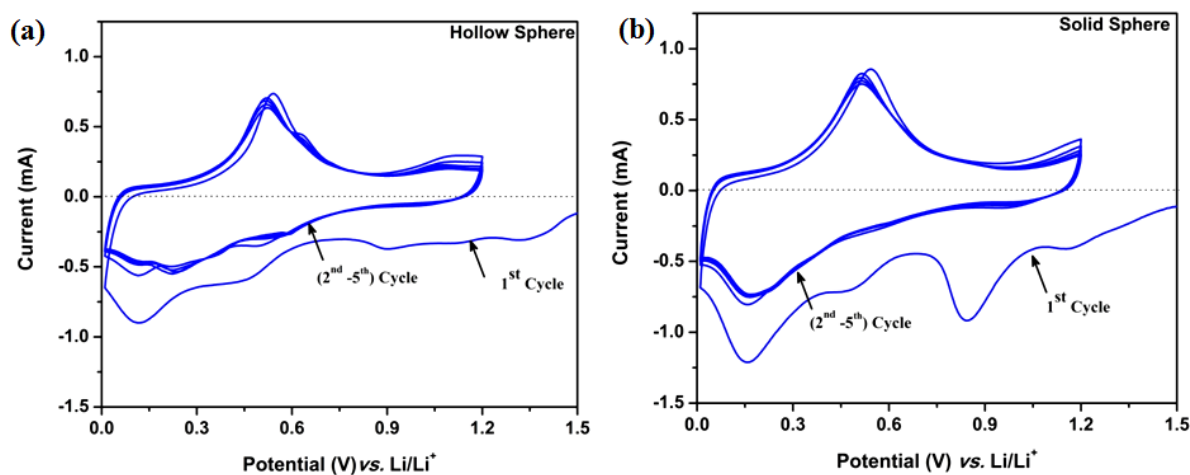 (a)
Hollow Sphere
1.0
0.5
0.0
-0.5
-1.0
-1.5
Current (mA)
(2nd -5th) Cycle
1st Cycle
0.0 0.3 0.6 0.9 1.2 1.5
Potential (V)vs. Li/Li+
(b)
Solid Sphere
1.0
0.5
0.0
-0.5
-1.0
-1.5
Current (mA)
(2nd -5th) Cycle
1st Cycle
0.0 0.3 0.6 0.9 1.2 1.5
Potential (V) vs. Li/Li+